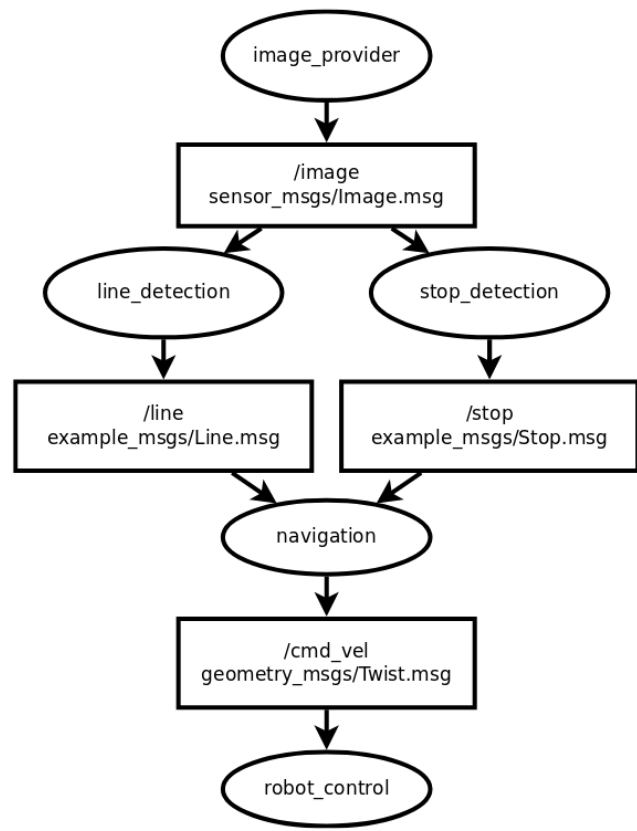 image_provider
/image
sensor_msgs/Image.msg
line_detection
stop_detection
/line
example_msgs/Line.msg
/stop
example_msgs/Stop.msg
navigation
/cmd_vel
geometry_msgs/Twist.msg
robot_control